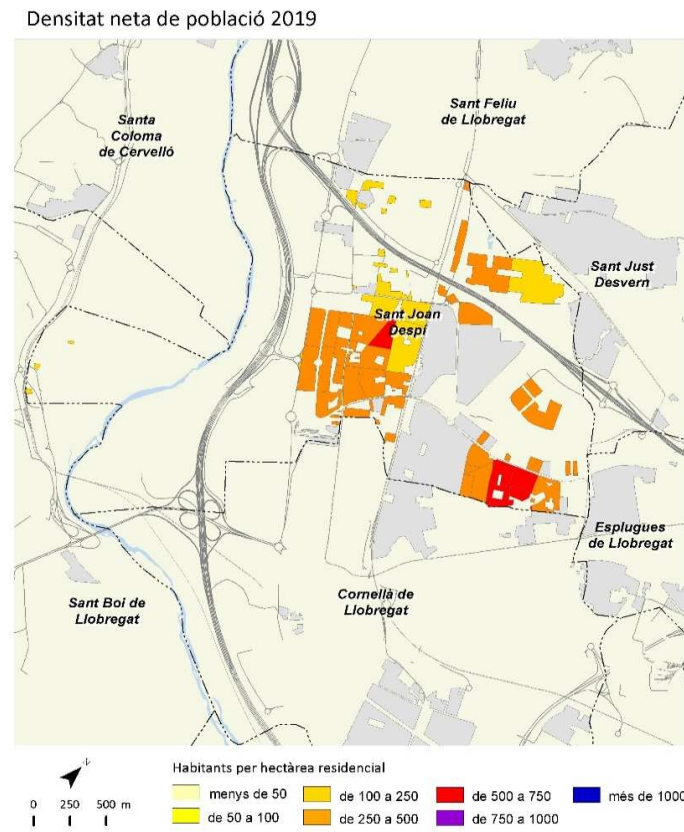 Densitat neta de població 2019
Sant Feliu
de Llobregat
Santa
Coloma
de Cervelló
Sant Just
Desvern
Sant Joan
Despí
Esplugues
de Llobregat
Sant Boi de
Llobregat
Cornellà de
Llobregat
Habitants per hectàrea residencial
menys de 50
de 100 a 250
de 500 a 750
més de 1000
de 50 a 100
de 250 a 500
de 750 a 1000
0 250 500 m